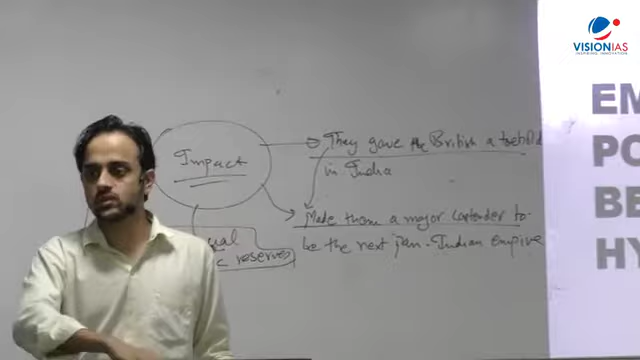 VISIONIAS
INSPIRING INNOVATION
Impact
They gave the British a toehold
in India
Made them a major contender to
be the next pan-Indian empire
reserves
EM
PO
BE
HY